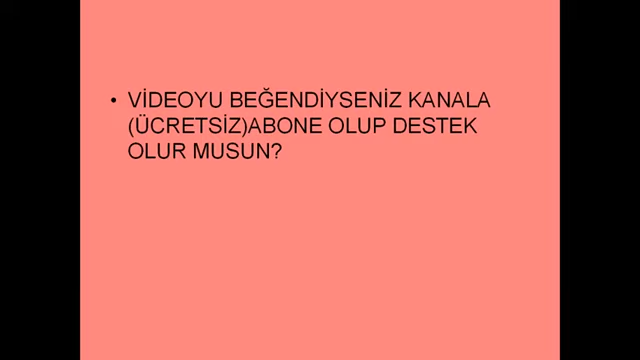 • VİDEOYU BEĞENDİYSENİZ KANALA
(ÜCRETSİZ)ABONE OLUP DESTEK
OLUR MUSUN?